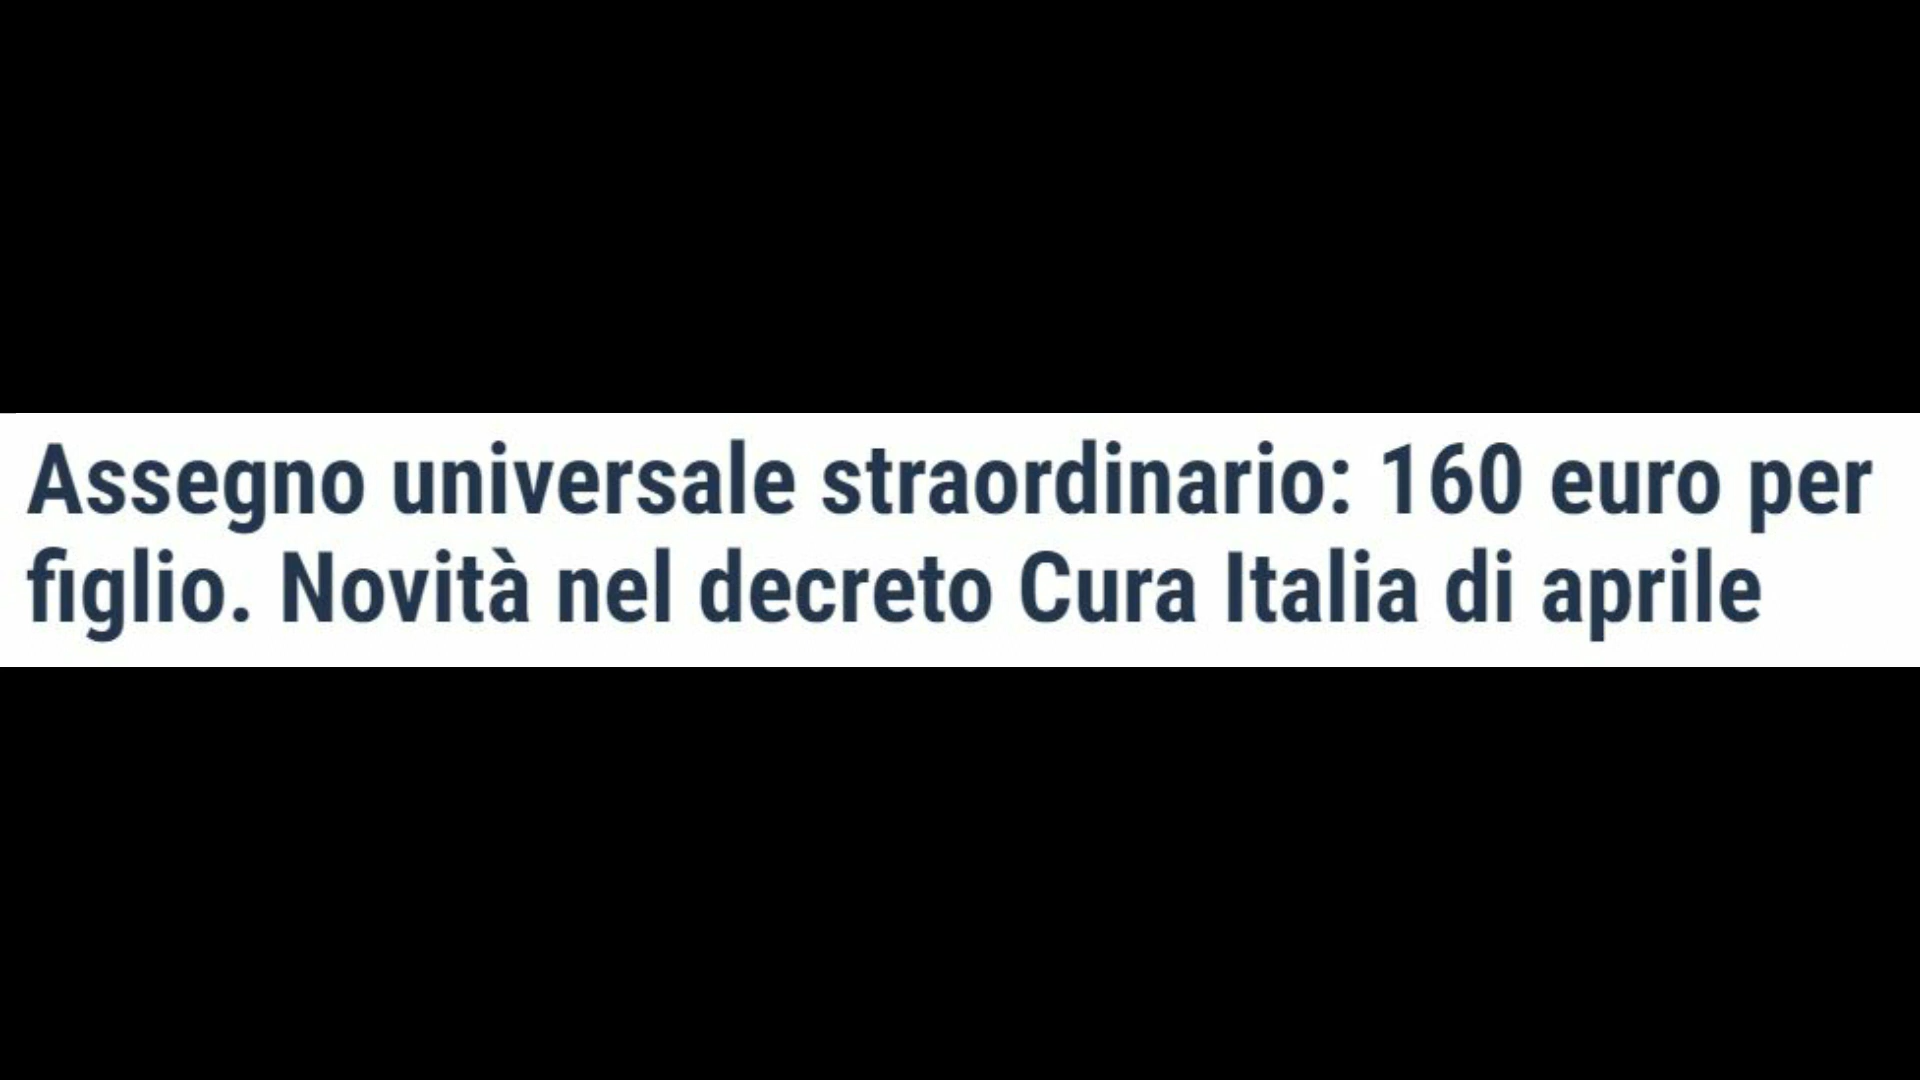 Assegno universale straordinario: 160 euro per
figlio. Novità nel decreto Cura Italia di aprile